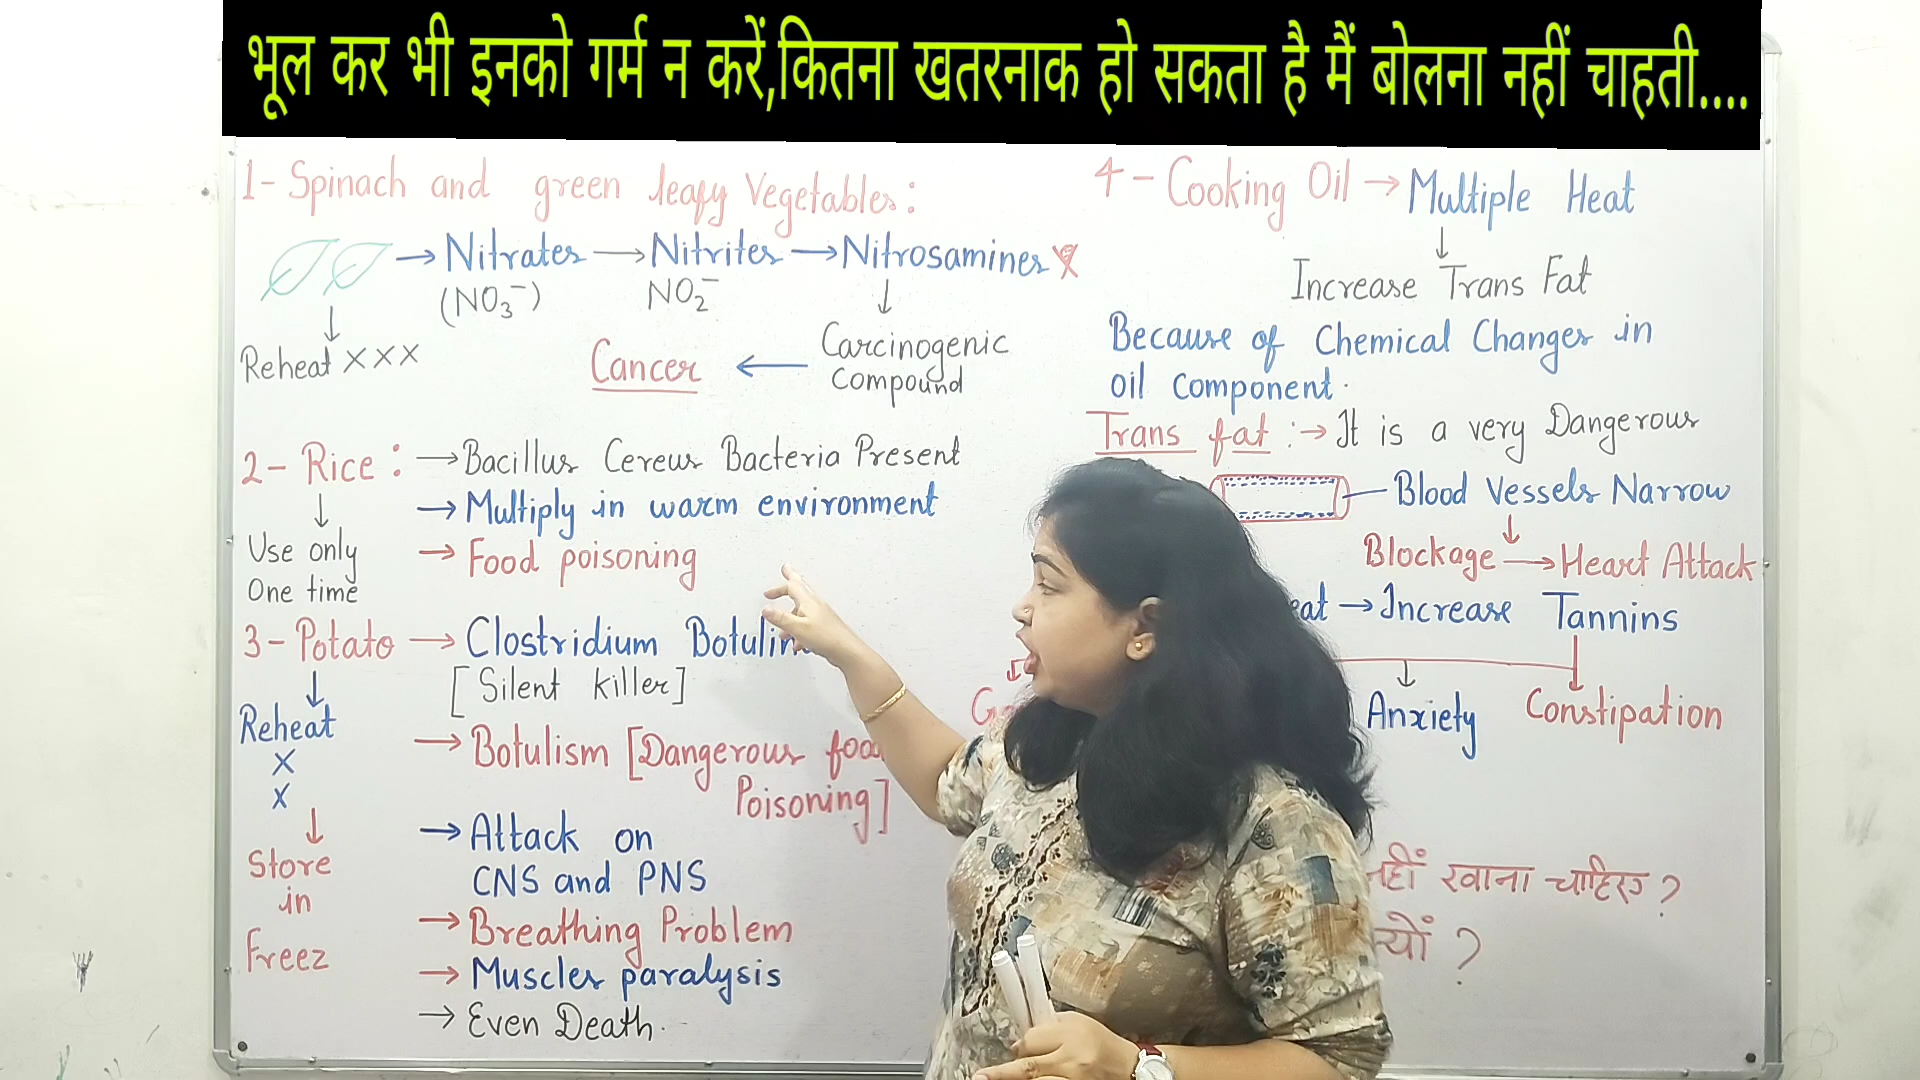 भूल कर भी इनको गर्म न करें,कितना खतरनाक हो सकता है मैं बोलना नहीं चाहती....
1- Spinach and green leafy Vegetables:
→ Nitrates → Nitrites → Nitrosamines
(NO₃⁻) NO₂⁻
↓ ↓
Reheat XXX
Cancer ← Carcinogenic
Compound
2- Rice : → Bacillus Cereus Bacteria Present
→ Multiply in warm environment
→ Food poisoning
↓
Use only
One time
3- Potato → Clostridium
[Silent killer]
↓
Reheat
X
X
↓
Store
in
Freez
→ Botulism [Dangerous
Poisoning]
→ Attack on
CNS and PNS
→ Breathing Problem
→ Muscles paralysis
→ Even Death.
4- Cooking Oil → Multiple Heat
↓
Increase Trans Fat
Because of Chemical Changes in
oil component.
Trans fat :→ It is a very Dangerous
Blood Vessels Narrow
↓
Blockage → Heart Attack
→ Increase Tannins
Anxiety Constipation
नहीं खाना चाहिए ?
?